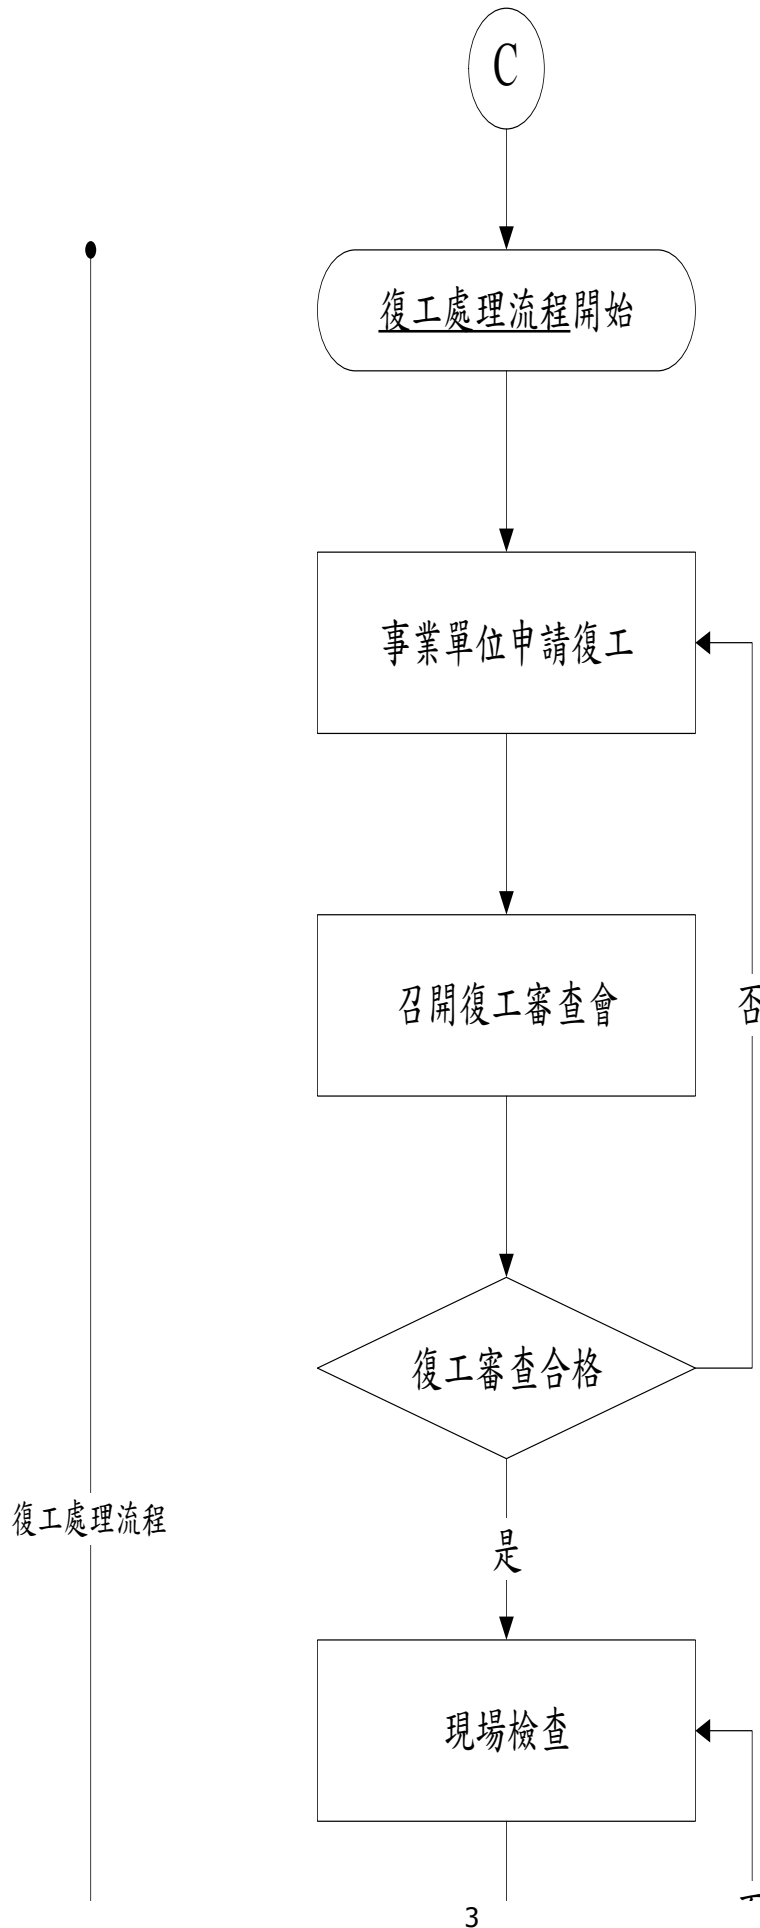 C
復工處理流程開始
事業單位申請復工
召開復工審查會
否
復工審查合格
復工處理流程
是
現場檢查
3